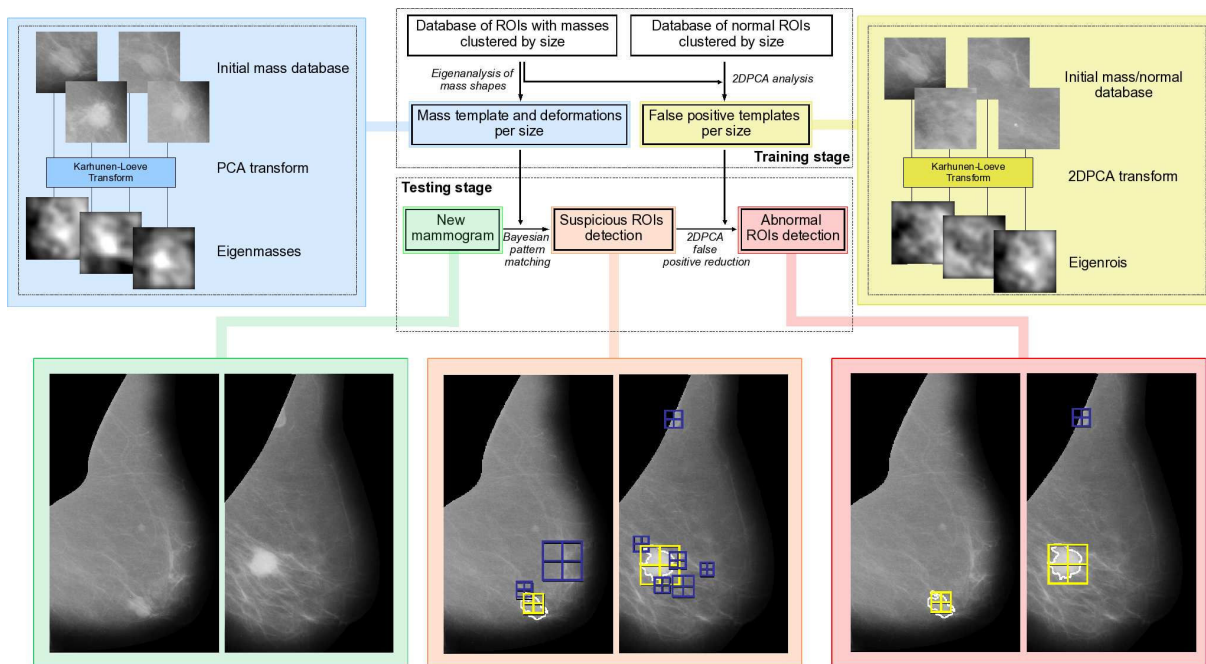 Initial mass database
Karhunen-Loeve
Transform
PCA transform
Eigenmasses
Database of ROIs with masses
clustered by size
Database of normal ROIs
clustered by size
Eigenanalysis of
mass shapes
2DPCA analysis
Mass template and deformations
per size
False positive templates
per size
Training stage
Testing stage
New
mammogram
Bayesian
pattern
matching
Suspicious ROIs
detection
2DPCA
false
positive reduction
Abnormal
ROIs detection
Initial mass/normal
database
Karhunen-Loeve
Transform
2DPCA transform
Eigenrois